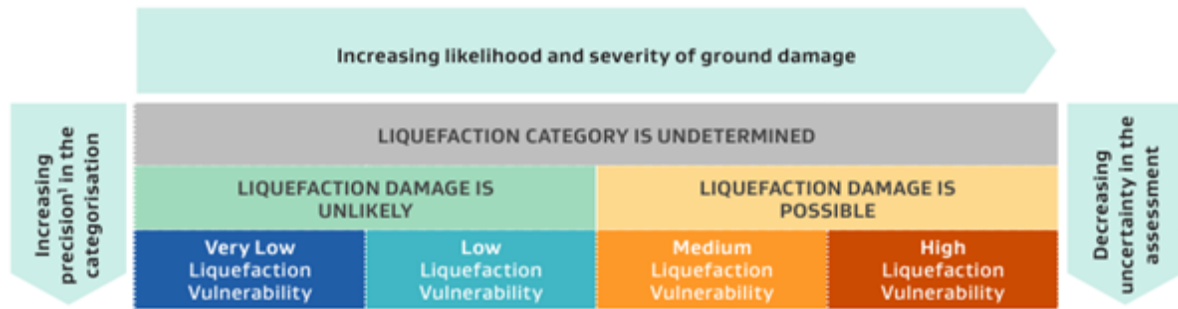 Increasing likelihood and severity of ground damage
Increasing
precision¹ in the
categorisation
LIQUEFACTION CATEGORY IS UNDETERMINED
LIQUEFACTION DAMAGE IS
UNLIKELY
LIQUEFACTION DAMAGE IS
POSSIBLE
Very Low
Liquefaction
Vulnerability
Low
Liquefaction
Vulnerability
Medium
Liquefaction
Vulnerability
High
Liquefaction
Vulnerability
Decreasing
uncertainty in the
assessment